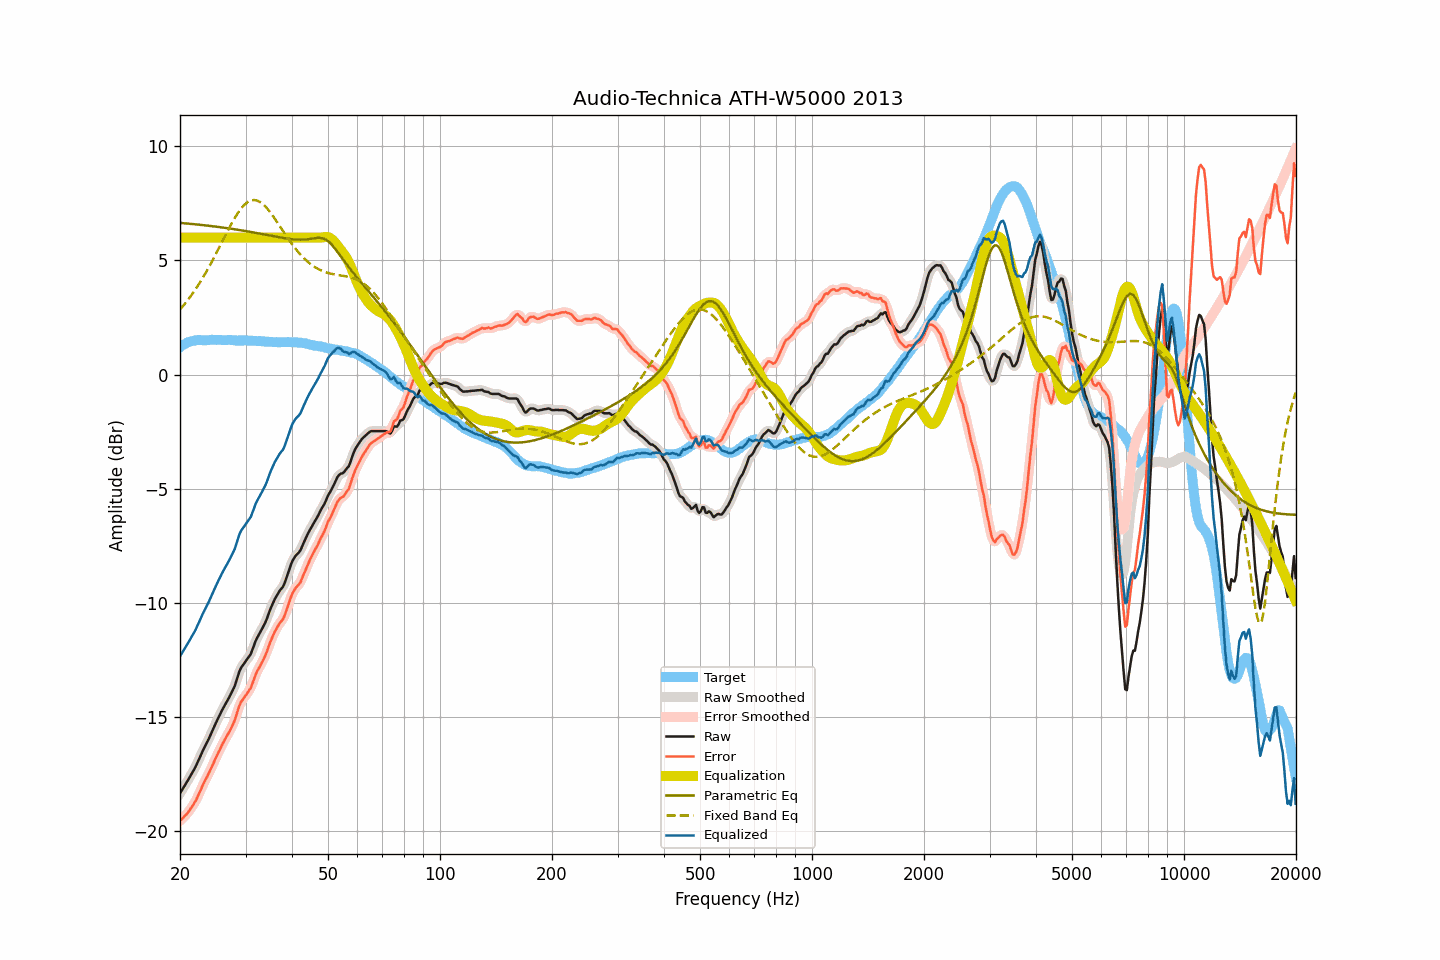 Audio-Technica ATH-W5000 2013
Amplitude (dBr)
10
5
0
−5
−10
−15
−20
Target
Raw Smoothed
Error Smoothed
Raw
Error
Equalization
Parametric Eq
Fixed Band Eq
Equalized
20 50 100 200 500 1000 2000 5000 10000 20000
Frequency (Hz)